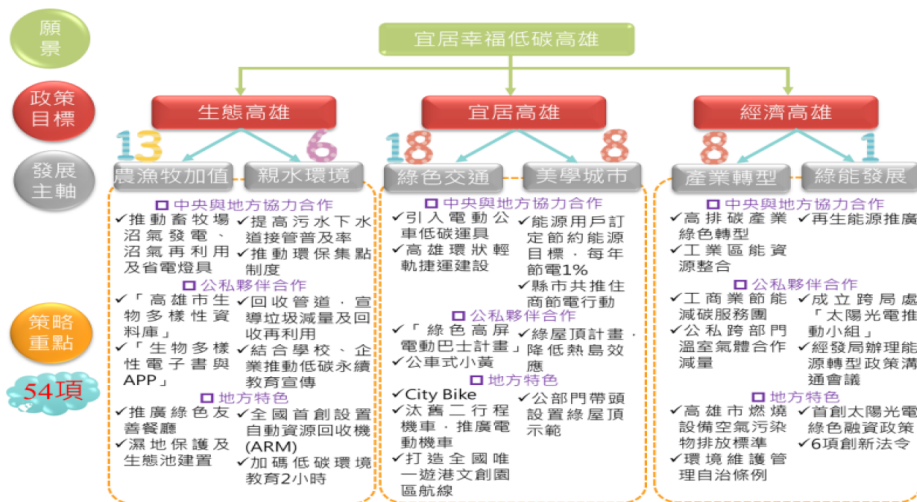 願景
宜居幸福低碳高雄
政策
目標
生態高雄
宜居高雄
經濟高雄
13
6
18
8
8
1
發展
主軸
農漁牧加值
親水環境
綠色交通
美學城市
產業轉型
綠能發展
策略
重點
54項
中央與地方協力合作
✓推動畜牧場
沼氣發電、
沼氣再利用
及省電燈具
✓提高污水下水
道接管普及率
✓推動環保集點
制度
公私夥伴合作
✓「高雄市生
物多樣性資
料庫」
✓「生物多樣
性電子書與
APP」
✓回收管道，宣
導垃圾減量及回
收再利用
✓結合學校、企
業推動低碳永續
教育宣傳
地方特色
✓推廣綠色友
善餐廳
✓濕地保護及
生態池建置
✓全國首創設置
自動資源回收機
(ARM)
✓加碼低碳環境
教育2小時
中央與地方協力合作
✓引入電動公
車低碳運具
✓高雄環狀輕
軌捷運建設
✓能源用戶訂
定節約能源
目標，每年
節電1%
✓縣市共推住
商節電行動
公私夥伴合作
✓「綠色高屏
電動巴士計畫」
✓公車式小黃
✓綠屋頂計畫，
降低熱島效
應
地方特色
✓City Bike
✓汰舊二行程
機車，推廣電
動機車
✓打造全國唯
一遊港文創園
區航線
✓公部門帶頭
設置綠屋頂
示範
中央與地方協力合作
✓高排碳產業
綠色轉型
✓工業區能資
源整合
✓再生能源推廣
公私夥伴合作
✓工商業節能
減碳服務團
✓公私跨部門
溫室氣體合作
減量
✓成立跨局處
「太陽光電推
動小組」
✓經發局辦理能
源轉型政策溝
通會議
地方特色
✓高雄市燃燒
設備空氣污染
物排放標準
✓環境維護管
理自治條例
✓首創太陽光電
綠色融資政策
✓6項創新法令